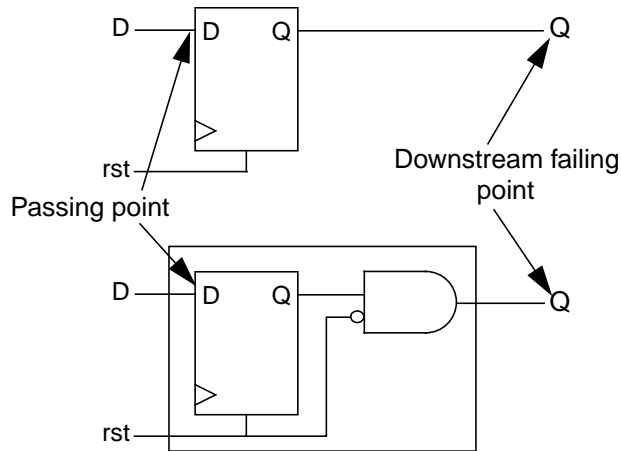 D
D
Q
Q
rst
Downstream failing
point
Passing point
D
D
Q
Q
rst